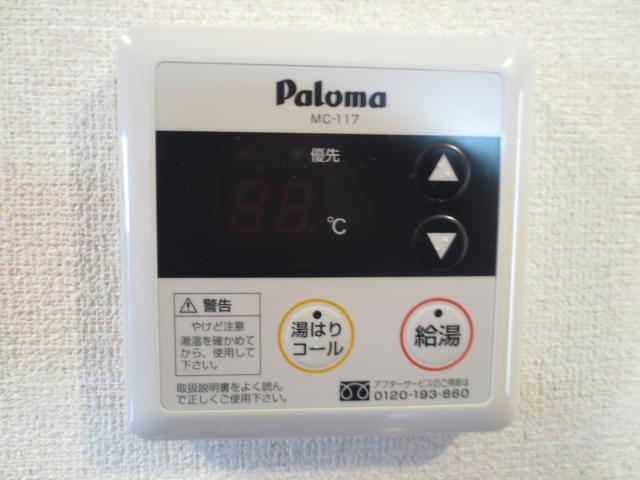 Paloma
MC-117
優先
88 ℃
警告
やけど注意
湯温を確かめて
から、使用して
下さい。
取扱説明書をよく読ん
で正しくご使用下さい。
湯はり
コール
給湯
アフターサービスのご用命は
0120-193-860